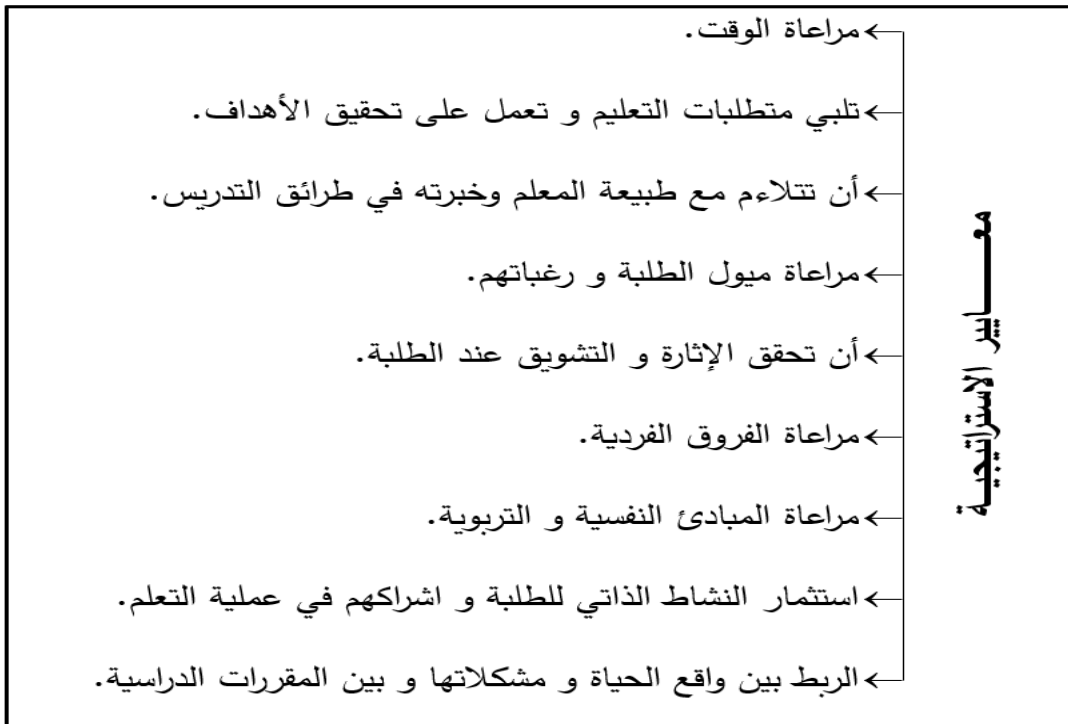 معايير الإستراتيجية
مراعاة الوقت.
تلبي متطلبات التعليم و تعمل على تحقيق الأهداف.
أن تتلاءم مع طبيعة المعلم وخبرته في طرائق التدريس.
مراعاة ميول الطلبة و رغباتهم.
أن تحقق الإثارة و التشويق عند الطلبة.
مراعاة الفروق الفردية.
مراعاة المبادئ النفسية و التربوية.
استثمار النشاط الذاتي للطلبة و اشراكهم في عملية التعلم.
الربط بين واقع الحياة و مشكلاتها و بين المقررات الدراسية.